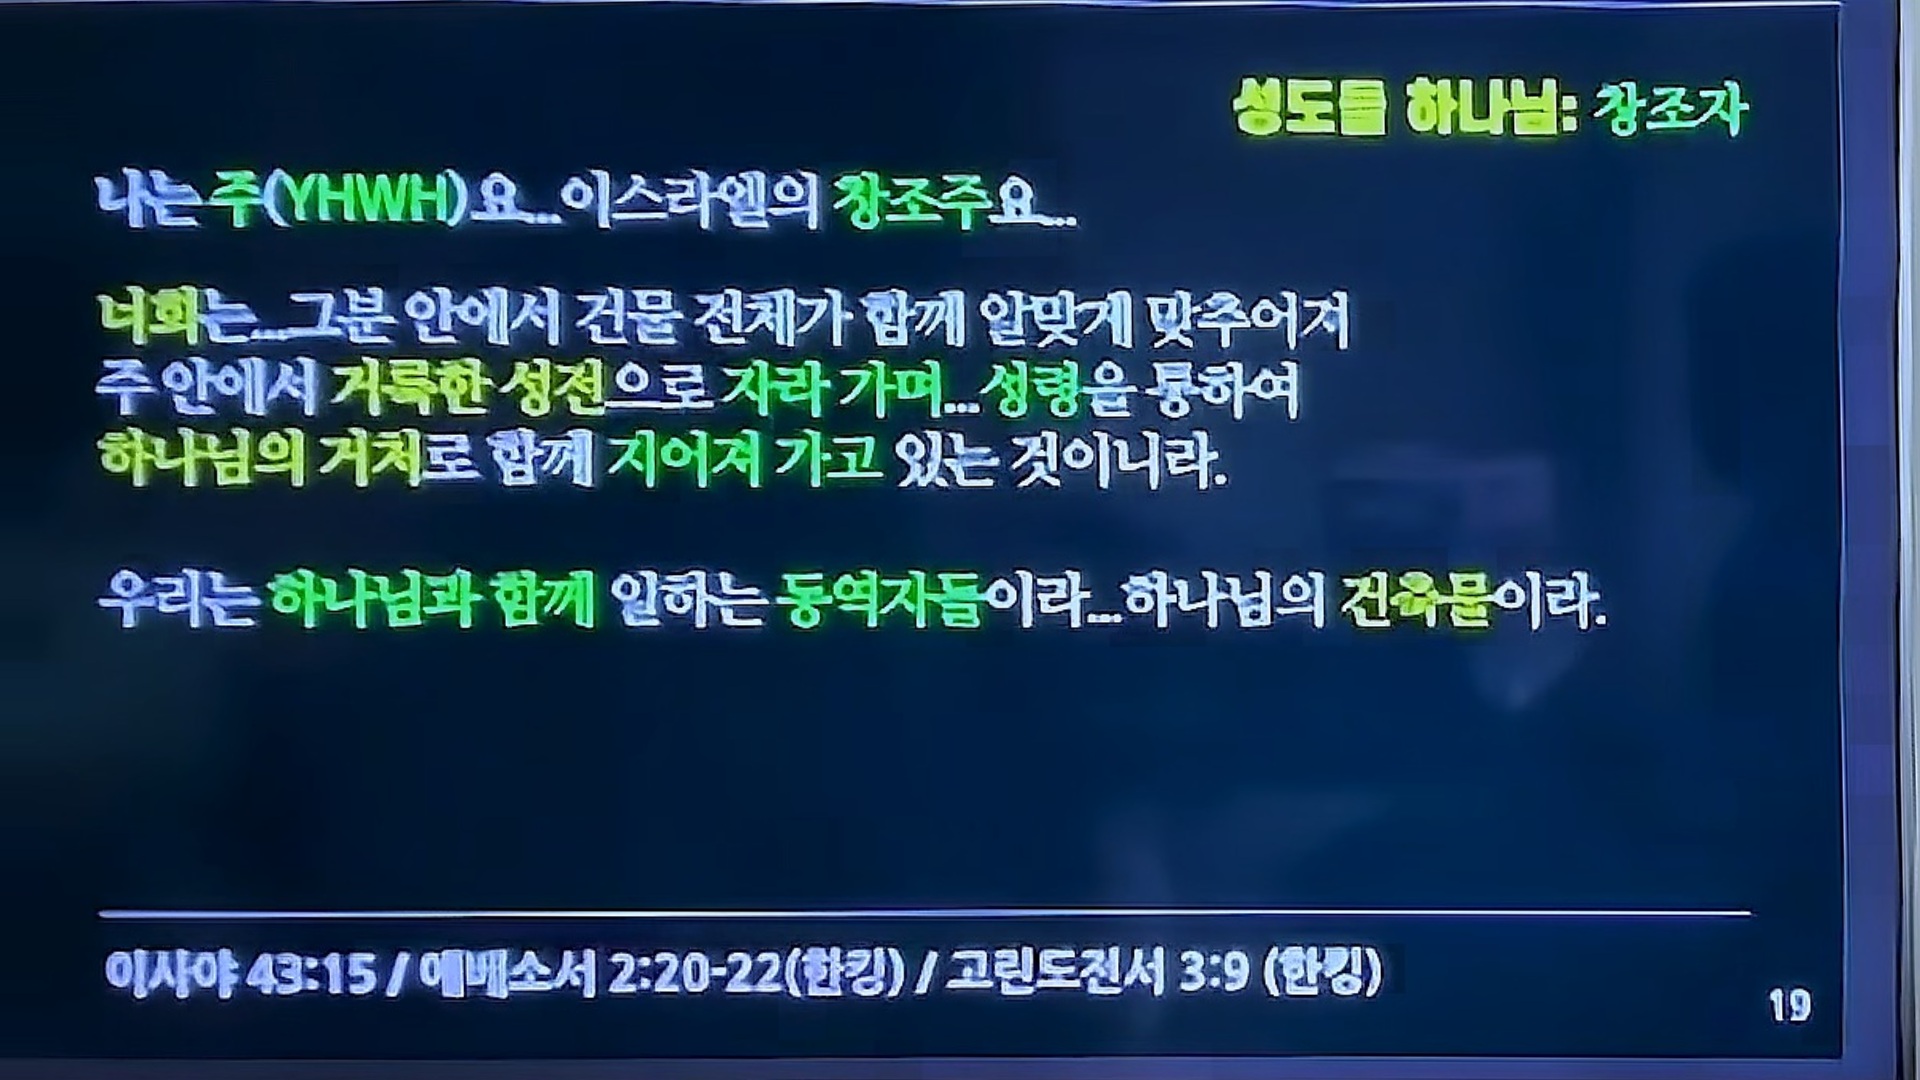 성도들 하나님: 창조자
나는 주(YHWH)요...이스라엘의 창조주요...
너희는...그분 안에서 건물 전체가 함께 알맞게 맞추어져
주 안에서 거룩한 성전으로 자라 가며...성령을 통하여
하나님의 거처로 함께 지어져 가고 있는 것이니라.
우리는 하나님과 함께 일하는 동역자들이라...하나님의 건축물이라.
이사야 43:15 / 에베소서 2:20-22(한킹) / 고린도전서 3:9 (한킹)
19